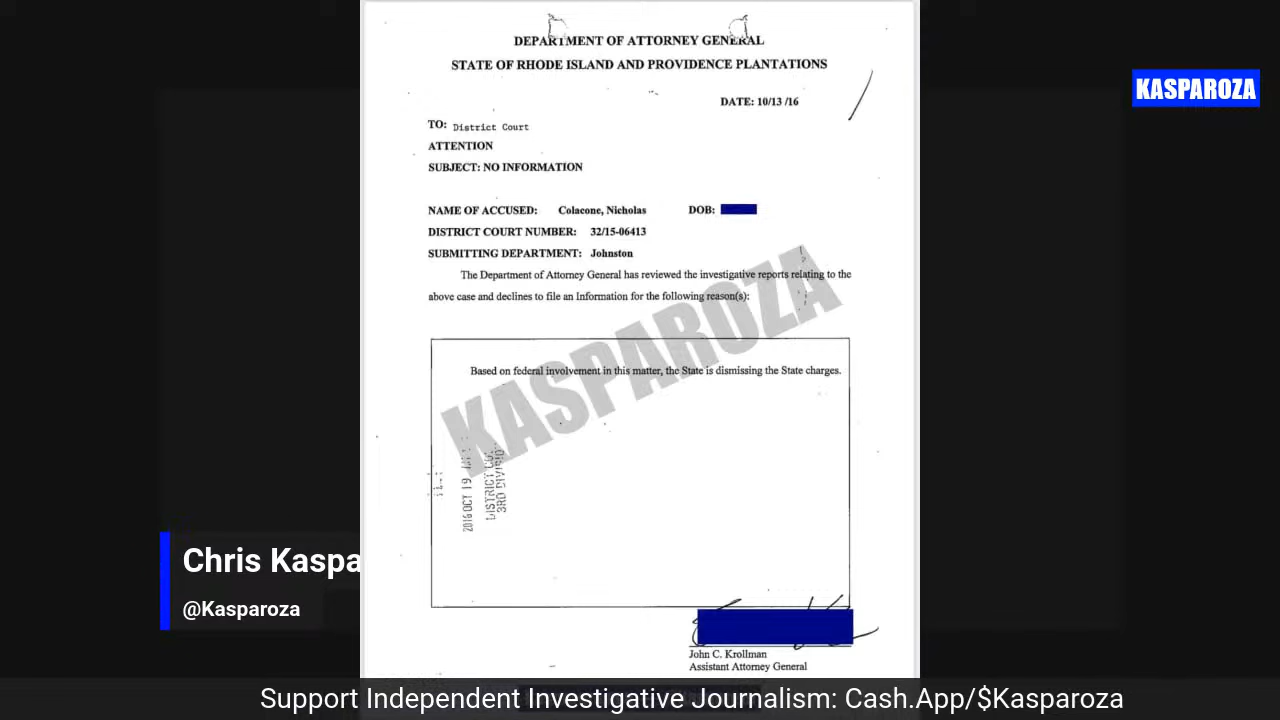 DEPARTMENT OF ATTORNEY GENERAL
STATE OF RHODE ISLAND AND PROVIDENCE PLANTATIONS
DATE: 10/13 /16
KASPAROZA
TO: District Court
ATTENTION
SUBJECT: NO INFORMATION
NAME OF ACCUSED: Colacone, Nicholas DOB:
DISTRICT COURT NUMBER: 32/15-06413
SUBMITTING DEPARTMENT: Johnston
The Department of Attorney General has reviewed the investigative reports relating to the
above case and declines to file an Information for the following reason(s):
KASPAROZA
Based on federal involvement in this matter, the State is dismissing the State charges.
2016 OCT 19
DISTRICT
3RD
Chris Kaspa
@Kasparoza
John C. Krollman
Assistant Attorney General
Support Independent Investigative Journalism: Cash.App/$Kasparoza